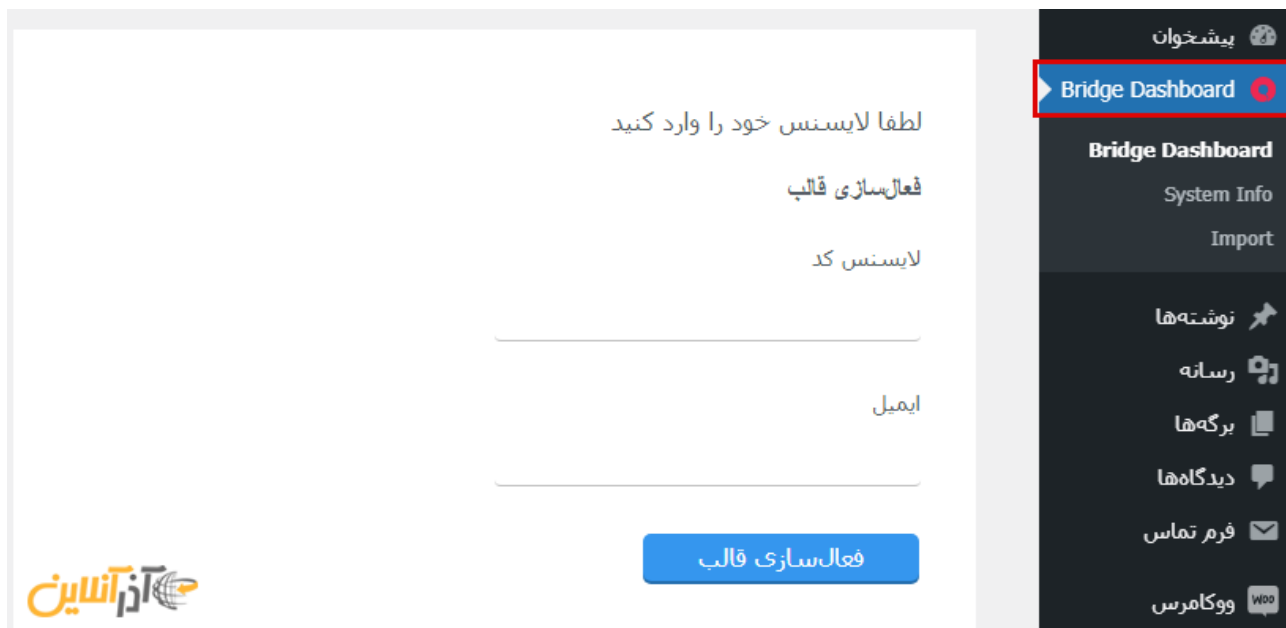 پیشخوان
Bridge Dashboard
Bridge Dashboard
System Info
Import
نوشته‌ها
رسانه
برگه‌ها
دیدگاه‌ها
فرم تماس
ووکامرس
WOO
لطفا لایسنس خود را وارد کنید
فعال‌سازی قالب
لایسنس کد
ایمیل
فعال‌سازی قالب
آذرآنلاین